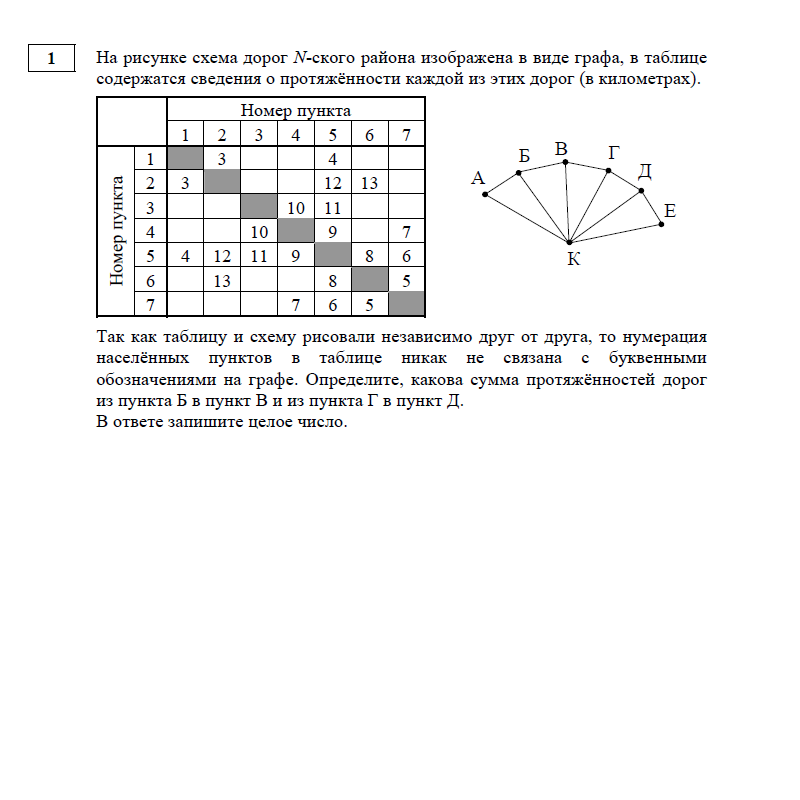 1
На рисунке схема дорог N-ского района изображена в виде графа, в таблице
содержатся сведения о протяжённости каждой из этих дорог (в километрах).
Номер пункта
1 2 3 4 5 6 7
Номер пункта
1 3 4
2 3 12 13
3 10 11
4 10 9 7
5 4 12 11 9 8 6
6 13 8 5
7 7 6 5
А Б В Г Д Е К
Так как таблицу и схему рисовали независимо друг от друга, то нумерация
населённых пунктов в таблице никак не связана с буквенными
обозначениями на графе. Определите, какова сумма протяжённостей дорог
из пункта Б в пункт В и из пункта Г в пункт Д.
В ответе запишите целое число.